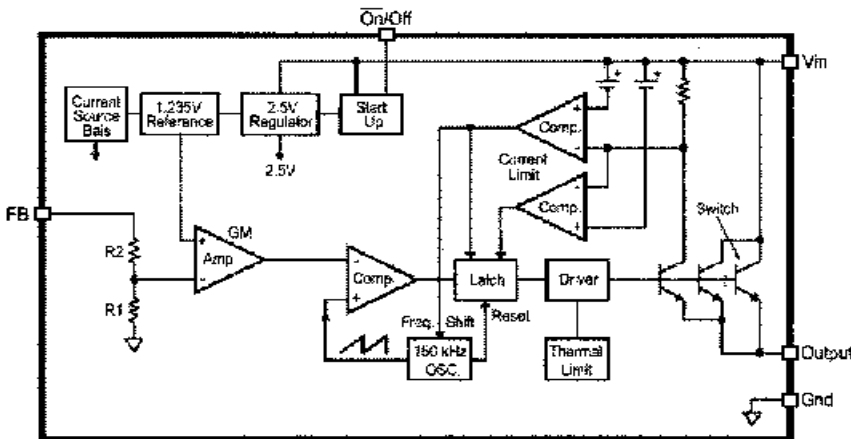 On/Off
Vin
Current
Source
Bais
1.235V
Reference
2.5V
Regulator
Start
Up
2.5V
Comp.
Current
Limit
Comp.
Switch
FB
R2
R1
GM
Amp
Comp.
Latch
Driver
Freq. Shift
Reset
150 kHz
OSC.
Thermal
Limit
Output
Gnd